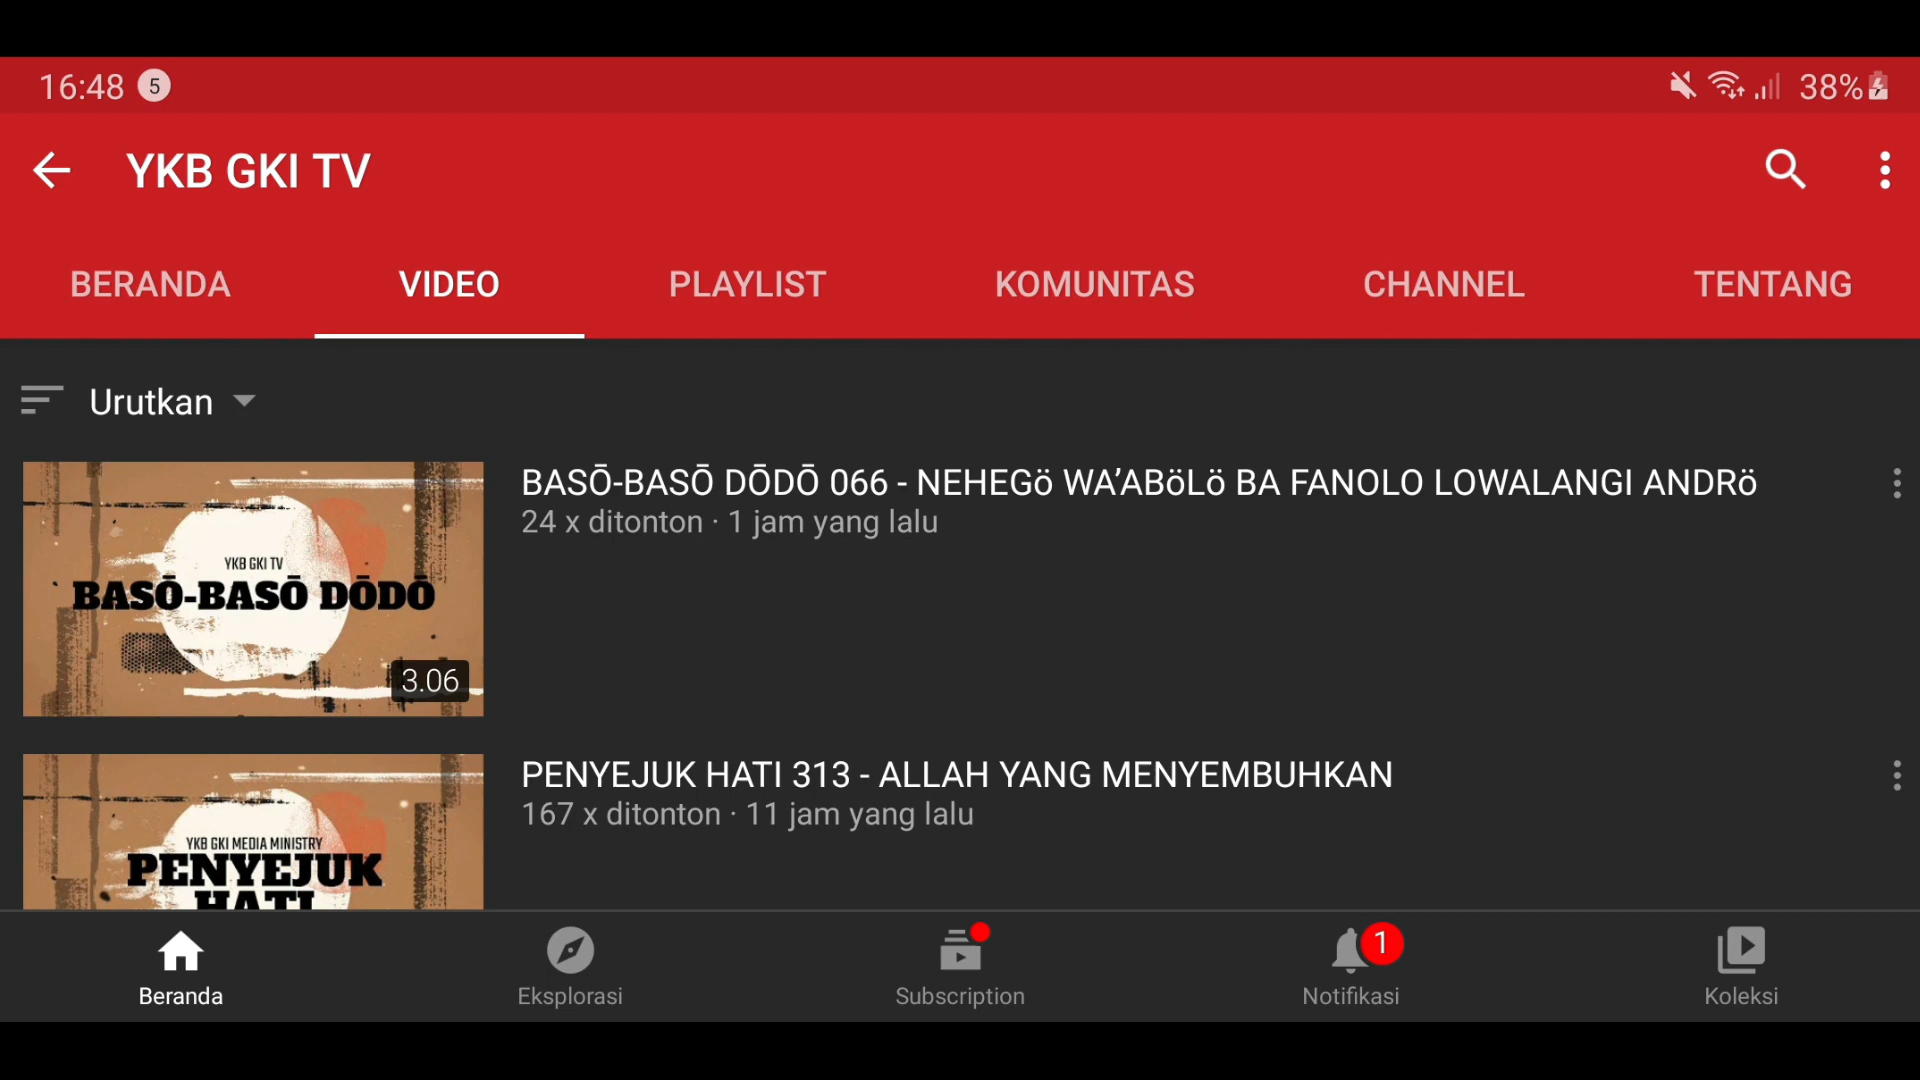 16:48 5 38%
YKB GKI TV
BERANDA VIDEO PLAYLIST KOMUNITAS CHANNEL TENTANG
Urutkan
BASŌ-BASŌ DŌDŌ 066 - NEHEGö WA’ABöLö BA FANOLO LOWALANGI ANDRö
24 x ditonton · 1 jam yang lalu
YKB GKI TV
BASŌ-BASŌ DŌDŌ
3.06
PENYEJUK HATI 313 - ALLAH YANG MENYEMBUHKAN
167 x ditonton · 11 jam yang lalu
YKB GKI MEDIA MINISTRY
PENYEJUK
HATI
1
Beranda Eksplorasi Subscription Notifikasi Koleksi